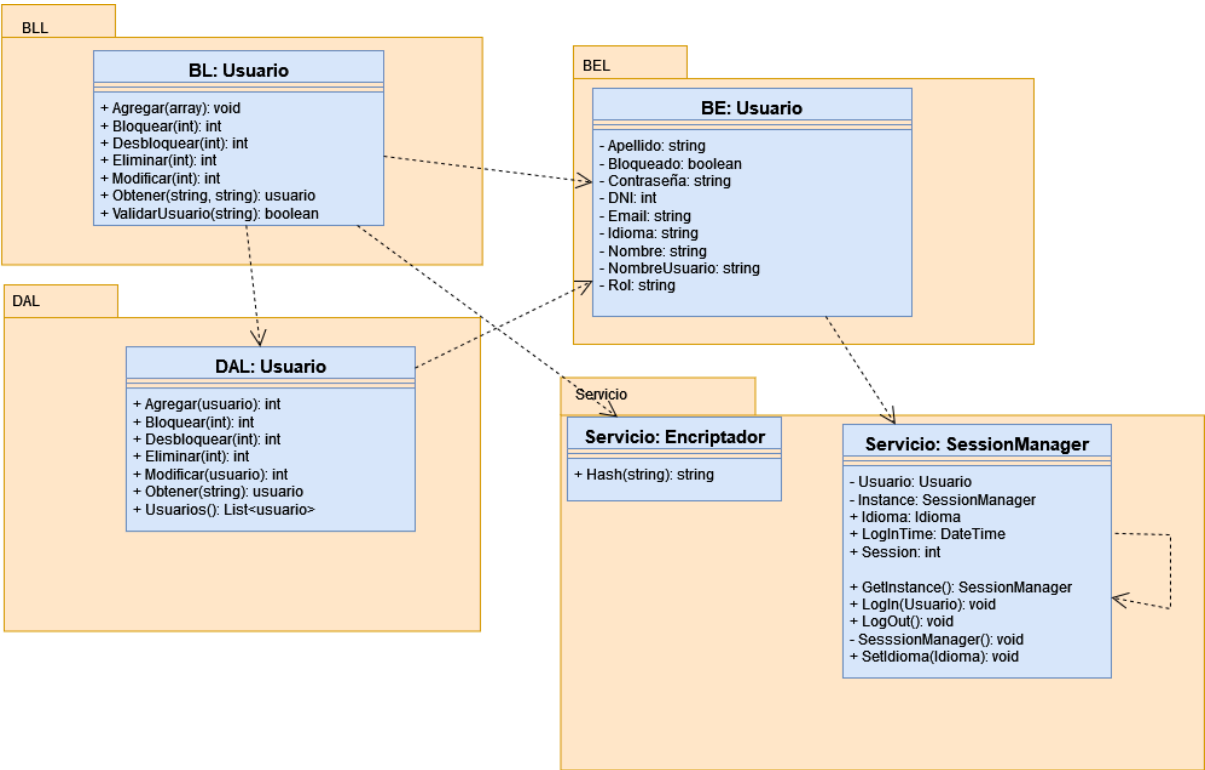 BLL
BL: Usuario
+ Agregar(array): void
+ Bloquear(int): int
+ Desbloquear(int): int
+ Eliminar(int): int
+ Modificar(int): int
+ Obtener(string, string): usuario
+ ValidarUsuario(string): boolean
BEL
BE: Usuario
- Apellido: string
- Bloqueado: boolean
- Contraseña: string
- DNI: int
- Email: string
- Idioma: string
- Nombre: string
- NombreUsuario: string
- Rol: string
DAL
DAL: Usuario
+ Agregar(usuario): int
+ Bloquear(int): int
+ Desbloquear(int): int
+ Eliminar(int): int
+ Modificar(usuario): int
+ Obtener(string): usuario
+ Usuarios(): List<usuario>
Servicio
Servicio: Encriptador
+ Hash(string): string
Servicio: SessionManager
- Usuario: Usuario
- Instance: SessionManager
+ Idioma: Idioma
+ LogInTime: DateTime
+ Session: int
+ GetInstance(): SessionManager
+ LogIn(Usuario): void
+ LogOut(): void
- SesssionManager(): void
+ SetIdioma(Idioma): void